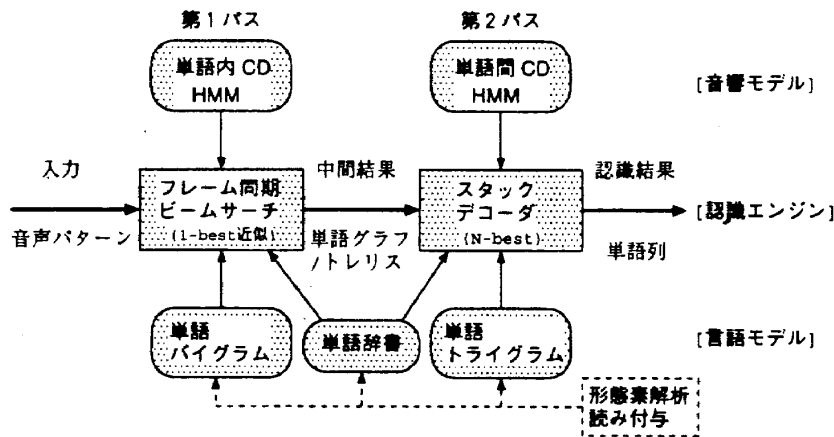 第1パス
第2パス
単語内 CD
HMM
単語間 CD
HMM
[音響モデル]
入力
音声パターン
フレーム同期
ビームサーチ
(1-best近似)
中間結果
単語グラフ
/トレリス
スタック
デコーダ
(N-best)
認識結果
単語列
[認識エンジン]
単語
バイグラム
単語辞書
単語
トライグラム
[言語モデル]
形態素解析
読み付与